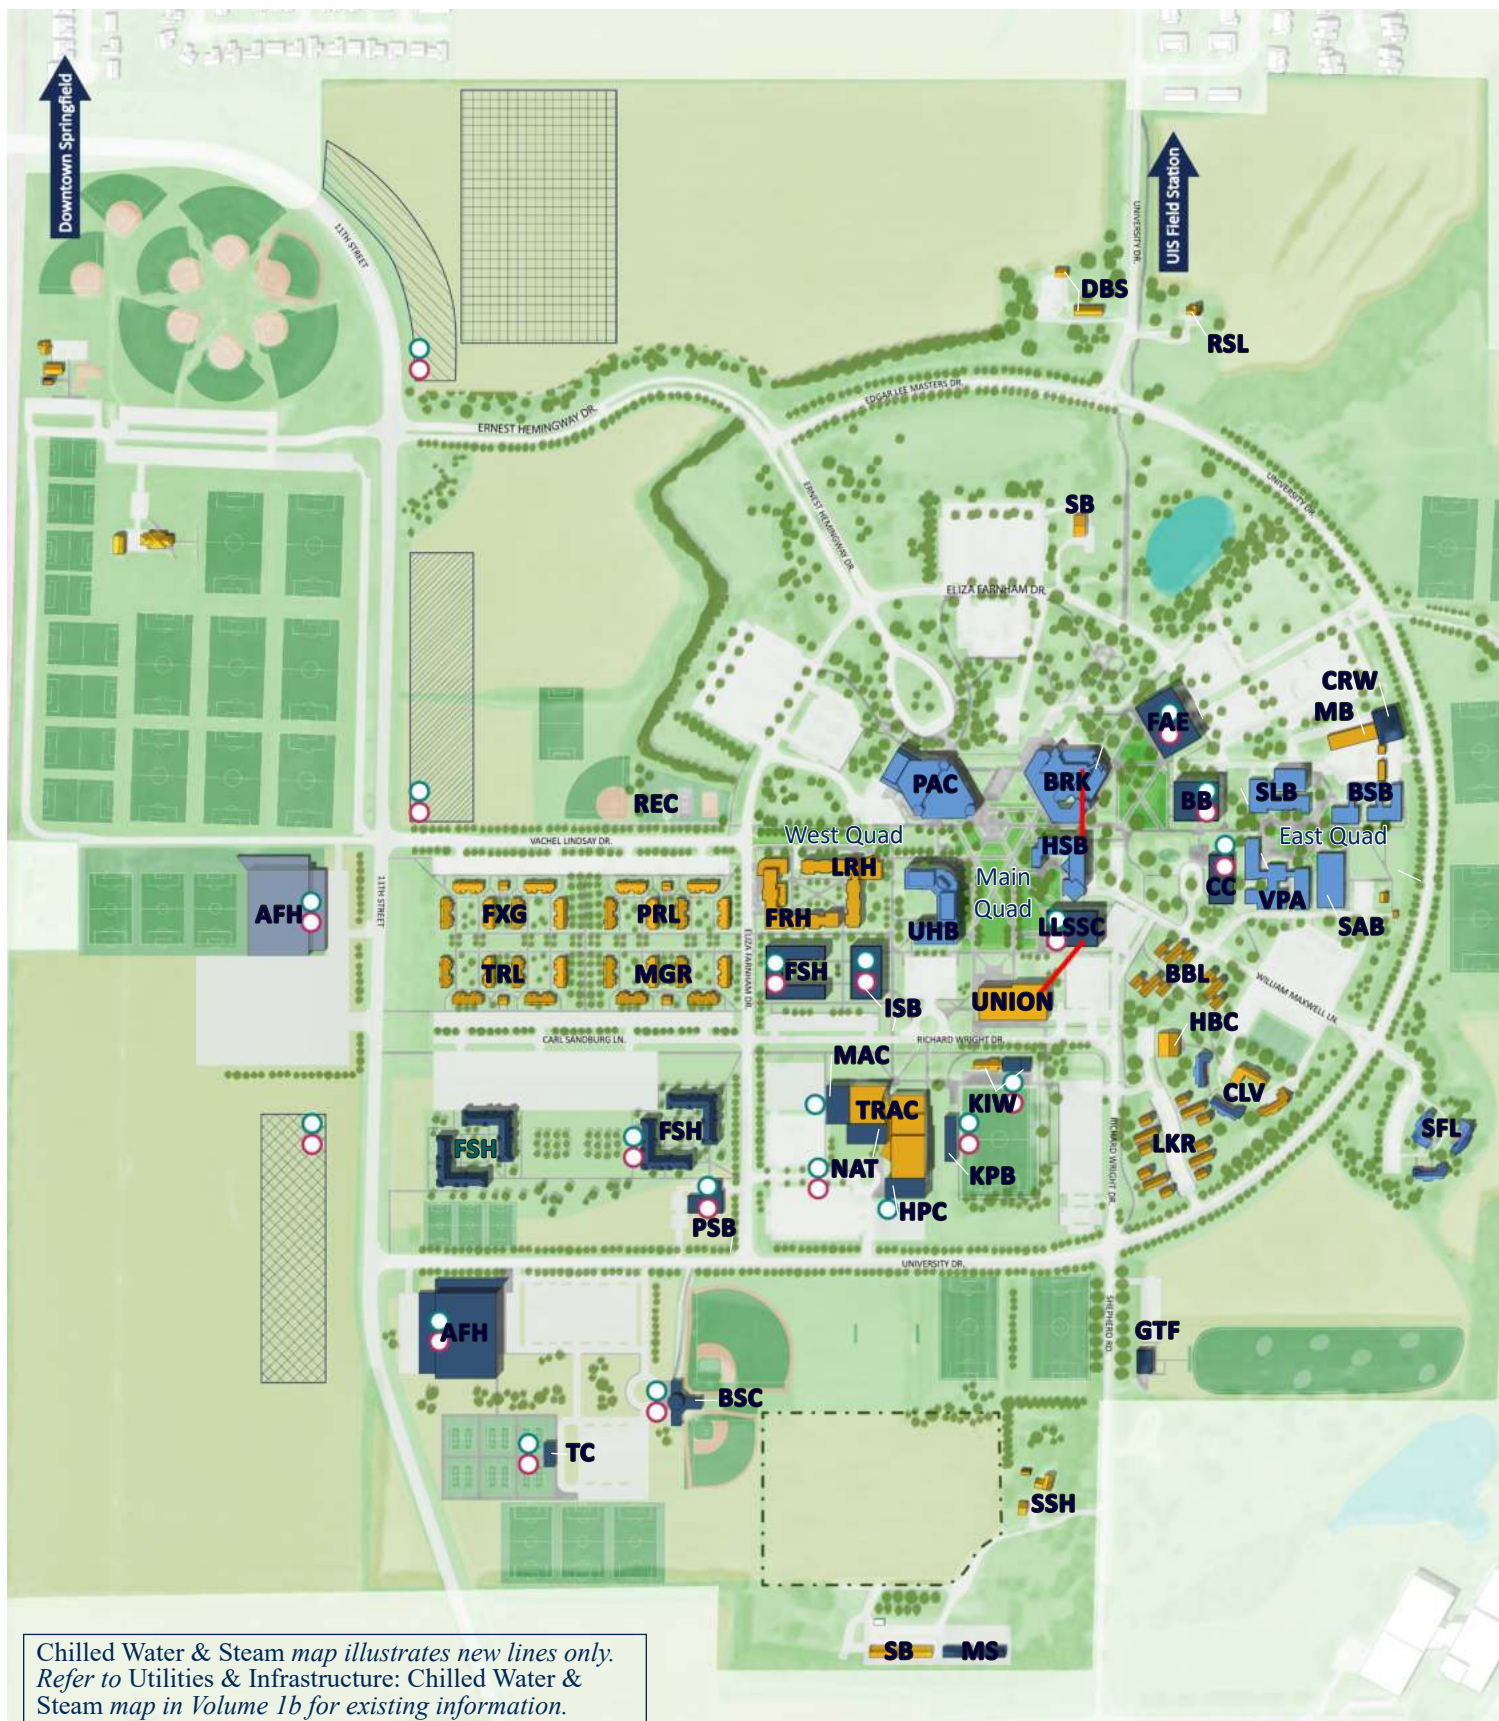 Downtown Springfield
UIS Field Station
UNIVERSITY DR.
11TH STREET
DBS
RSL
EDGAR LEE MASTERS DR.
ERNEST HEMINGWAY DR.
ERNEST HEMINGWAY DR.
UNIVERSITY DR.
SB
ELIZA FARNHAM DR.
CRW
MB
FAE
PAC
BRK
BB
SLB
BSB
REC
West Quad
East Quad
VACHEL LINDSAY DR.
HSB
LRH
Main
Quad
CC
VPA
11TH STREET
AFH
FXG
PRL
FRH
UHB
LLSSC
SAB
ELIZA FARNHAM DR.
TRL
MGR
FSH
ISB
UNION
BBL
WILLIAM MAXWELL LN.
HBC
CARL SANDBURG LN.
RICHARD WRIGHT DR.
MAC
TRAC
KIW
CLV
FSH
FSH
SFL
LKR
RICHARD WRIGHT DR.
NAT
KPB
HPC
PSB
UNIVERSITY DR.
SHEPHERD RD.
AFH
GTF
BSC
TC
SSH
SB
MS
Chilled Water & Steam map illustrates new lines only.
Refer to Utilities & Infrastructure: Chilled Water &
Steam map in Volume 1b for existing information.